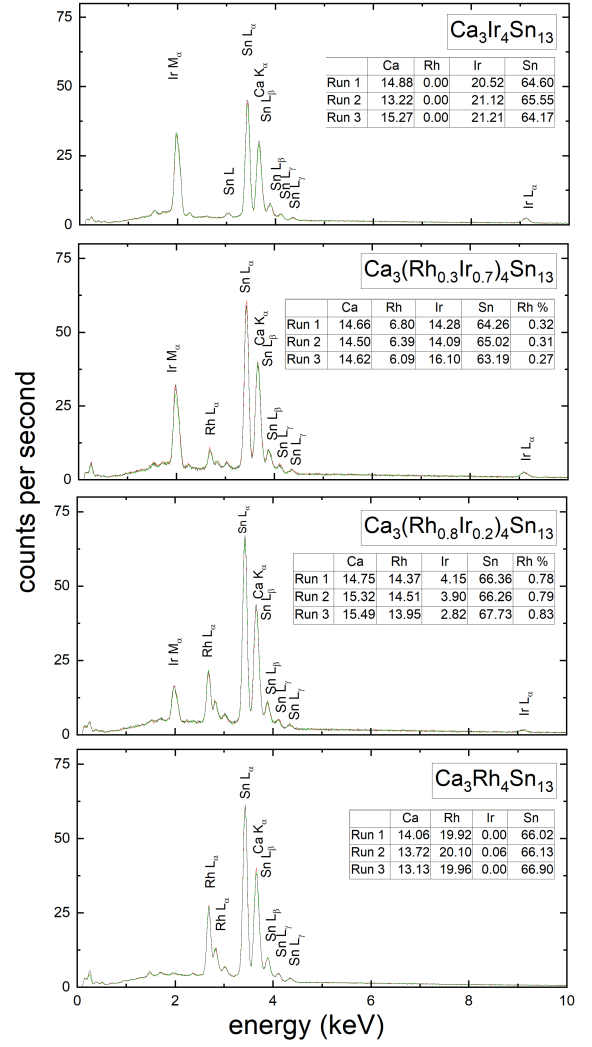 Ca3Ir4Sn13
Ca Rh Ir Sn
Run 1 14.88 0.00 20.52 64.60
Run 2 13.22 0.00 21.12 65.55
Run 3 15.27 0.00 21.21 64.17
Ir Mα
Sn L
Sn Lα
Ca Kα
Sn Lβ
Sn Lβ
Sn Lγ
Sn Lγ
Ir Lα
75
50
25
0
Ca3(Rh0.3Ir0.7)4Sn13
Ca Rh Ir Sn Rh %
Run 1 14.66 6.80 14.28 64.26 0.32
Run 2 14.50 6.39 14.09 65.02 0.31
Run 3 14.62 6.09 16.10 63.19 0.27
Ir Mα
Rh Lα
Sn Lα
Ca Kα
Sn Lβ
Sn Lβ
Sn Lγ
Sn Lγ
Ir Lα
75
50
25
0
counts per second
Ca3(Rh0.8Ir0.2)4Sn13
Ca Rh Ir Sn Rh %
Run 1 14.75 14.37 4.15 66.36 0.78
Run 2 15.32 14.51 3.90 66.26 0.79
Run 3 15.49 13.95 2.82 67.73 0.83
Ir Mα
Rh Lα
Sn Lα
Ca Kα
Sn Lβ
Sn Lβ
Sn Lγ
Sn Lγ
Ir Lα
75
50
25
0
Ca3Rh4Sn13
Ca Rh Ir Sn
Run 1 14.06 19.92 0.00 66.02
Run 2 13.72 20.10 0.06 66.13
Run 3 13.13 19.96 0.00 66.90
Rh Lα
Rh Lα
Sn Lα
Ca Kα
Sn Lβ
Sn Lβ
Sn Lγ
Sn Lγ
75
50
25
0
0 2 4 6 8 10
energy (keV)